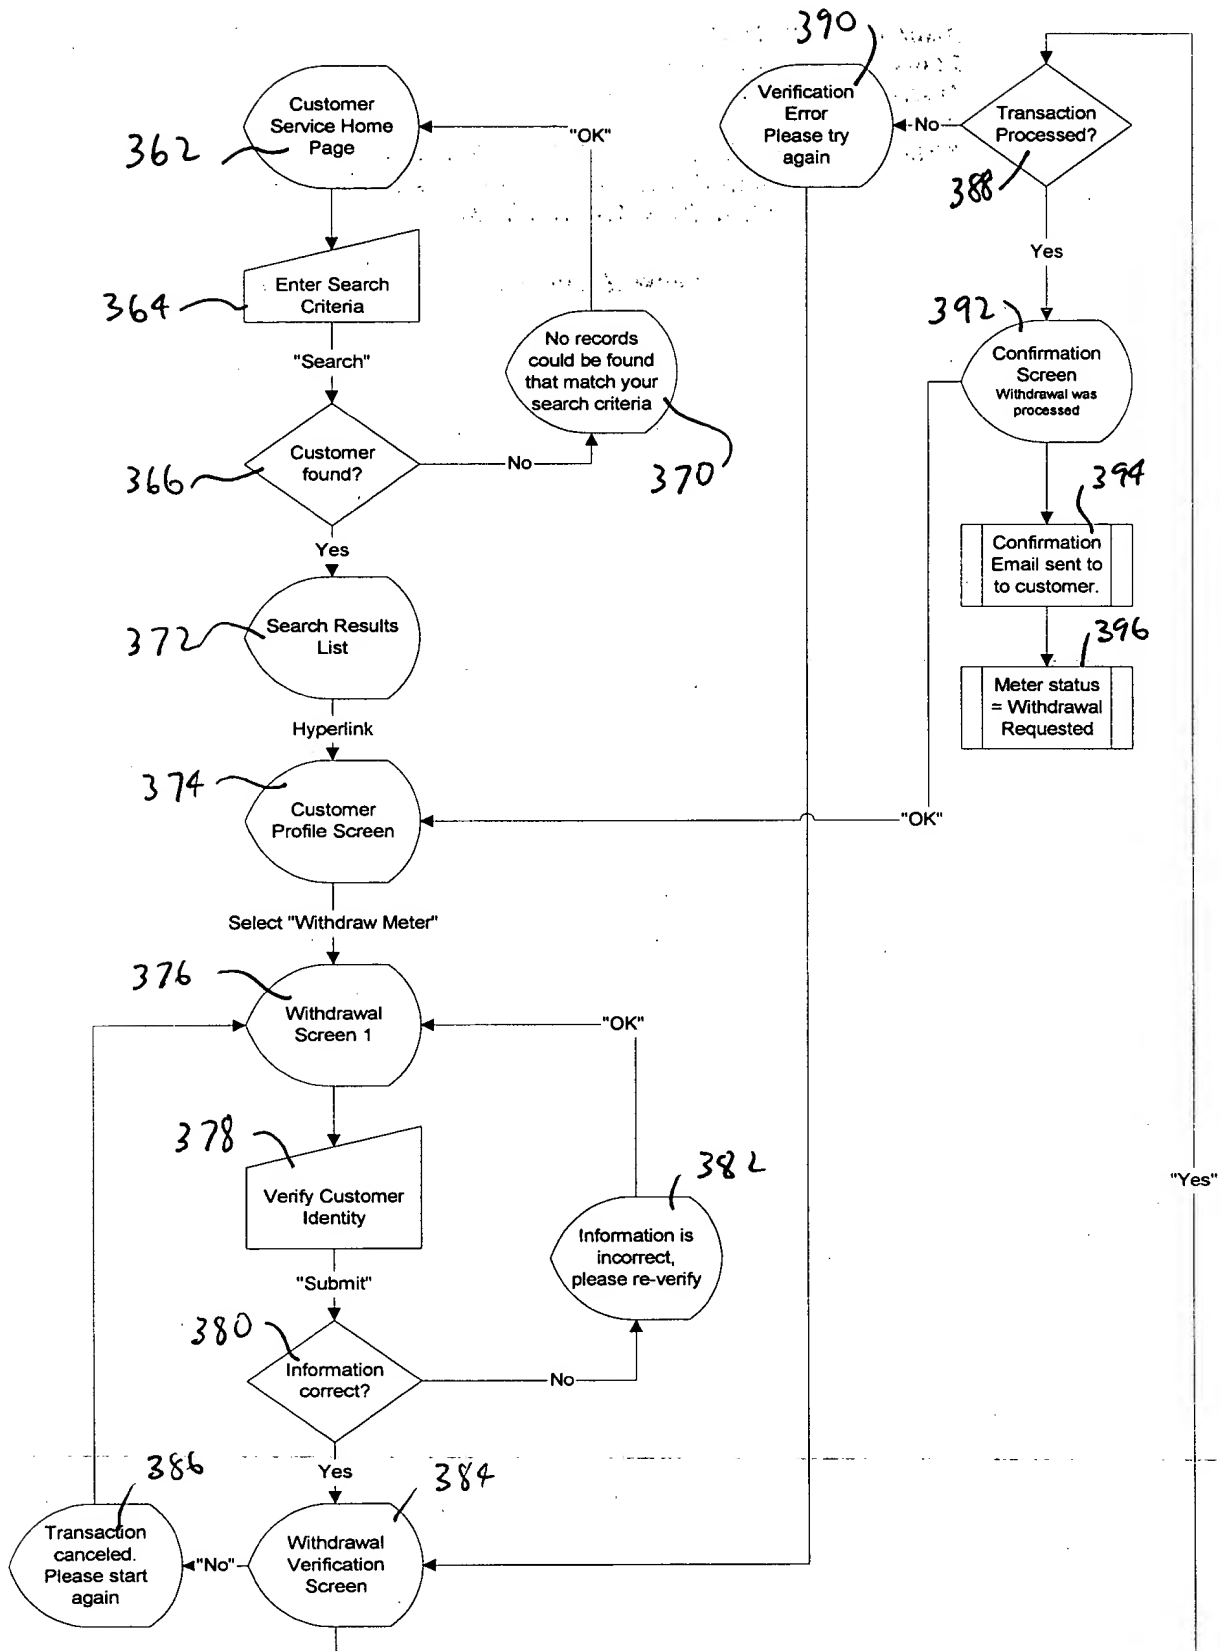 390
Customer
Service Home
Page
362
"OK"
Verification
Error
Please try
again
No
Transaction
Processed?
388
Yes
Enter Search
Criteria
364
"Search"
No records
could be found
that match your
search criteria
370
392
Confirmation
Screen
Withdrawal was
processed
Customer
found?
366
No
Yes
394
Confirmation
Email sent to
to customer.
Search Results
List
372
396
Meter status
= Withdrawal
Requested
Hyperlink
374
Customer
Profile Screen
"OK"
Select "Withdraw Meter"
376
Withdrawal
Screen 1
"OK"
378
Verify Customer
Identity
382
Information is
incorrect,
please re-verify
"Yes"
"Submit"
380
Information
correct?
No
Yes
386
384
Transaction
canceled.
Please start
again
"No"
Withdrawal
Verification
Screen